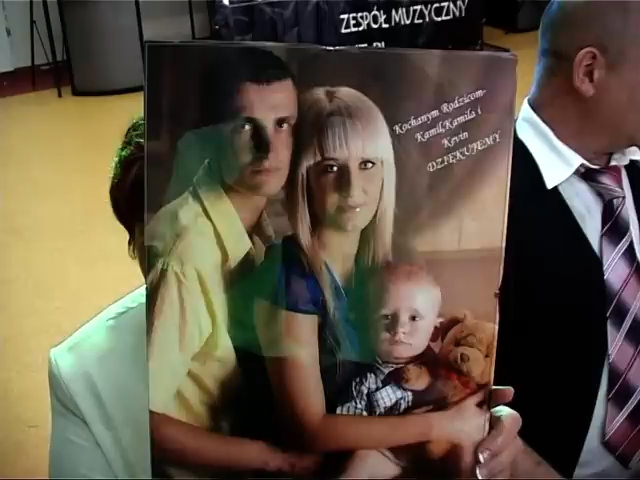 ZESPÓŁ MUZYCZNY
Kochanym Rodzicom-
Kamil,Kamila i
Kevin
DZIĘKUJEMY